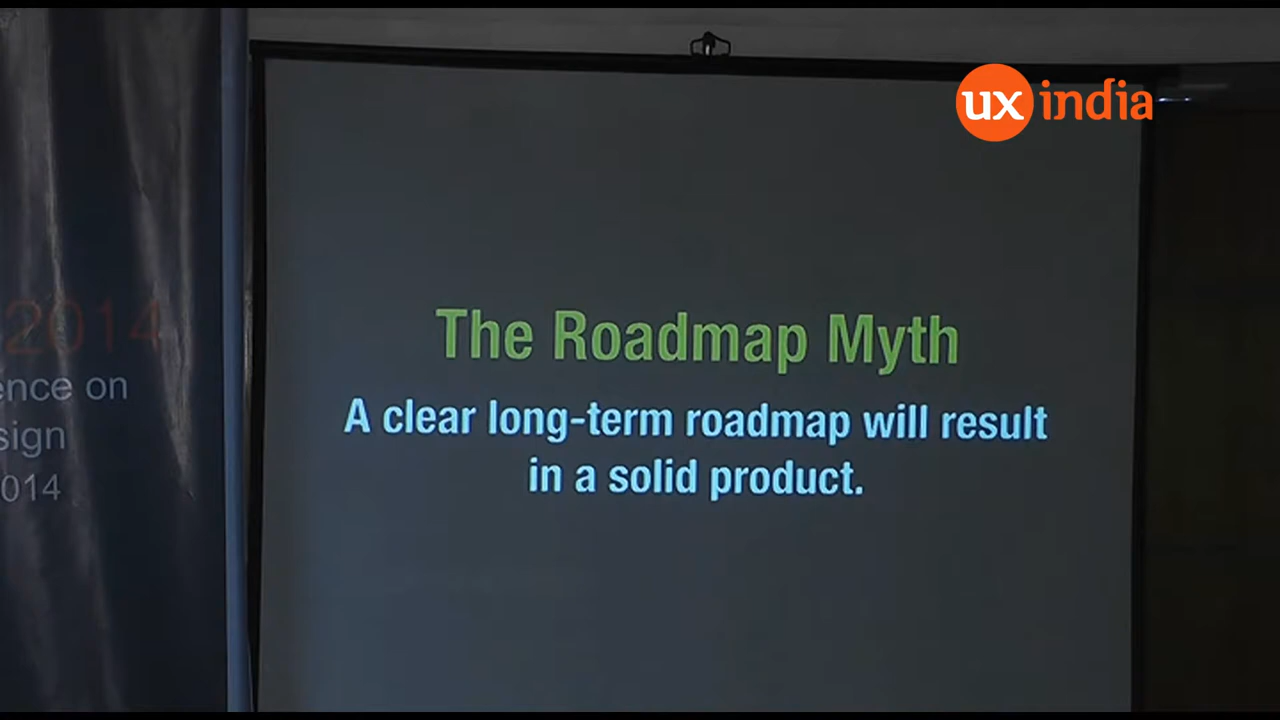 ux india
2014
ence on
sign
014
The Roadmap Myth
A clear long-term roadmap will result
in a solid product.